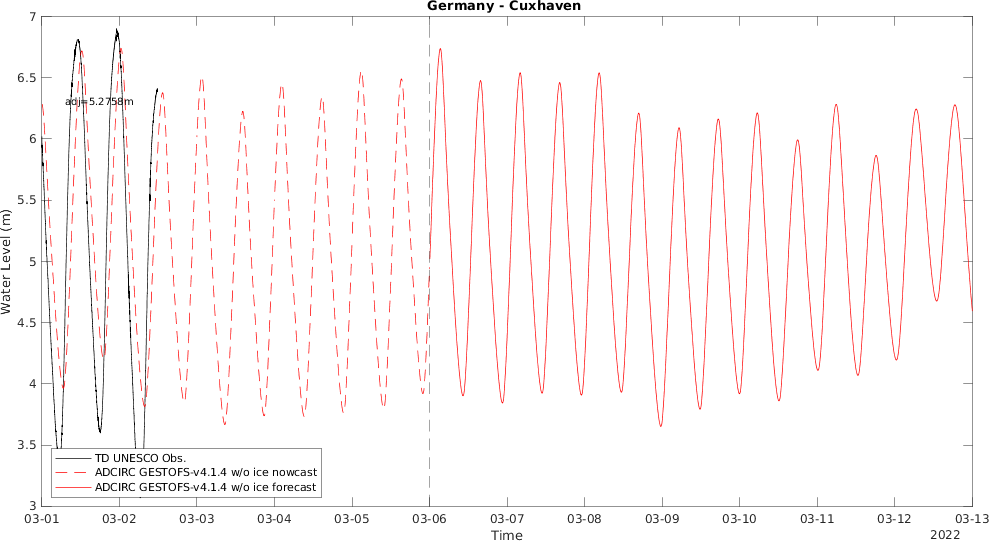 Germany - Cuxhaven
7
6.5
6
5.5
5
4.5
4
3.5
3
Water Level (m)
adj=5.2758m
TD UNESCO Obs.
ADCIRC GESTOFS-v4.1.4 w/o ice nowcast
ADCIRC GESTOFS-v4.1.4 w/o ice forecast
03-01 03-02 03-03 03-04 03-05 03-06 03-07 03-08 03-09 03-10 03-11 03-12 03-13
Time
2022